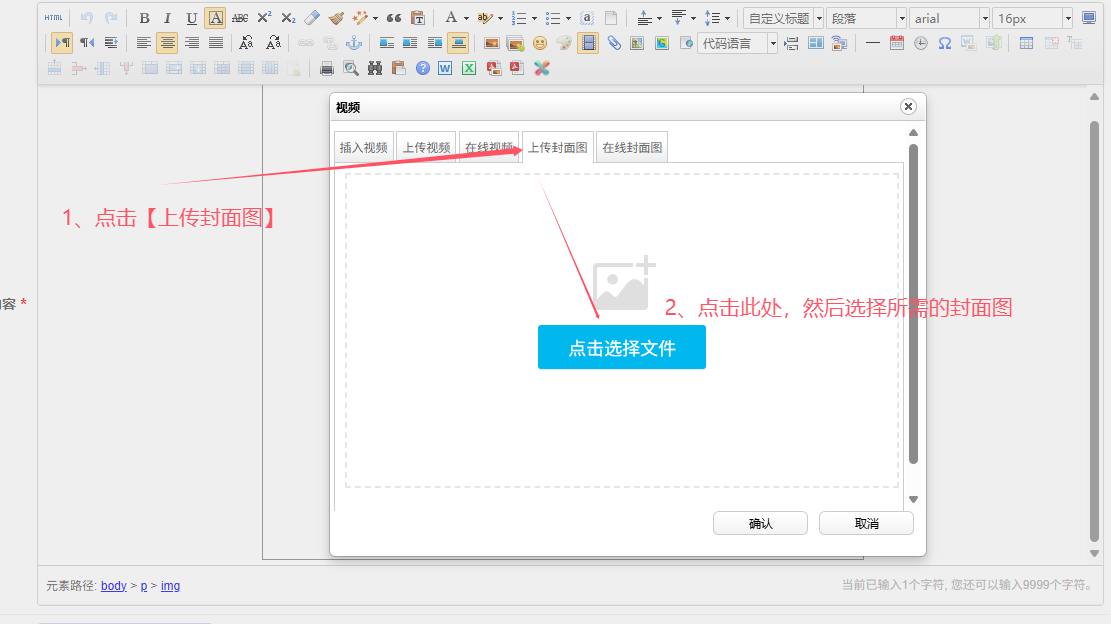 HTML B I U A ABC X² X₂ A ab 自定义标题 段落 arial 16px
代码语言
视频
插入视频 上传视频 在线视频 上传封面图 在线封面图
1、点击【上传封面图】
内容 *
2、点击此处，然后选择所需的封面图
点击选择文件
确认 取消
元素路径: body > p > img
当前已输入1个字符, 您还可以输入9999个字符。